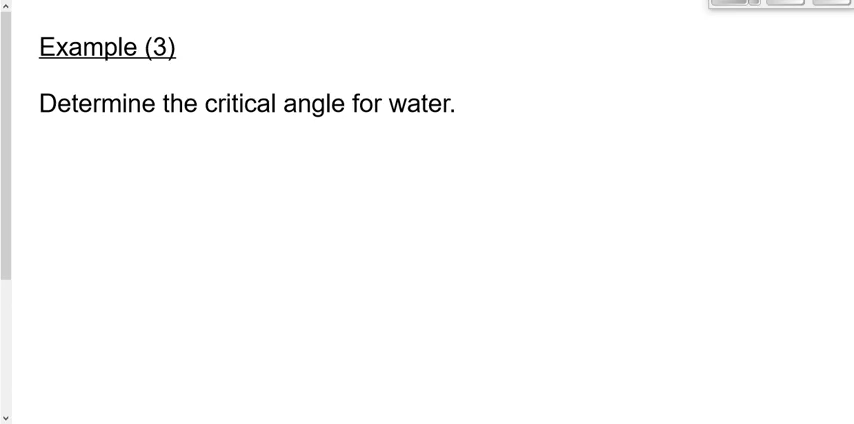 Example (3)
Determine the critical angle for water.